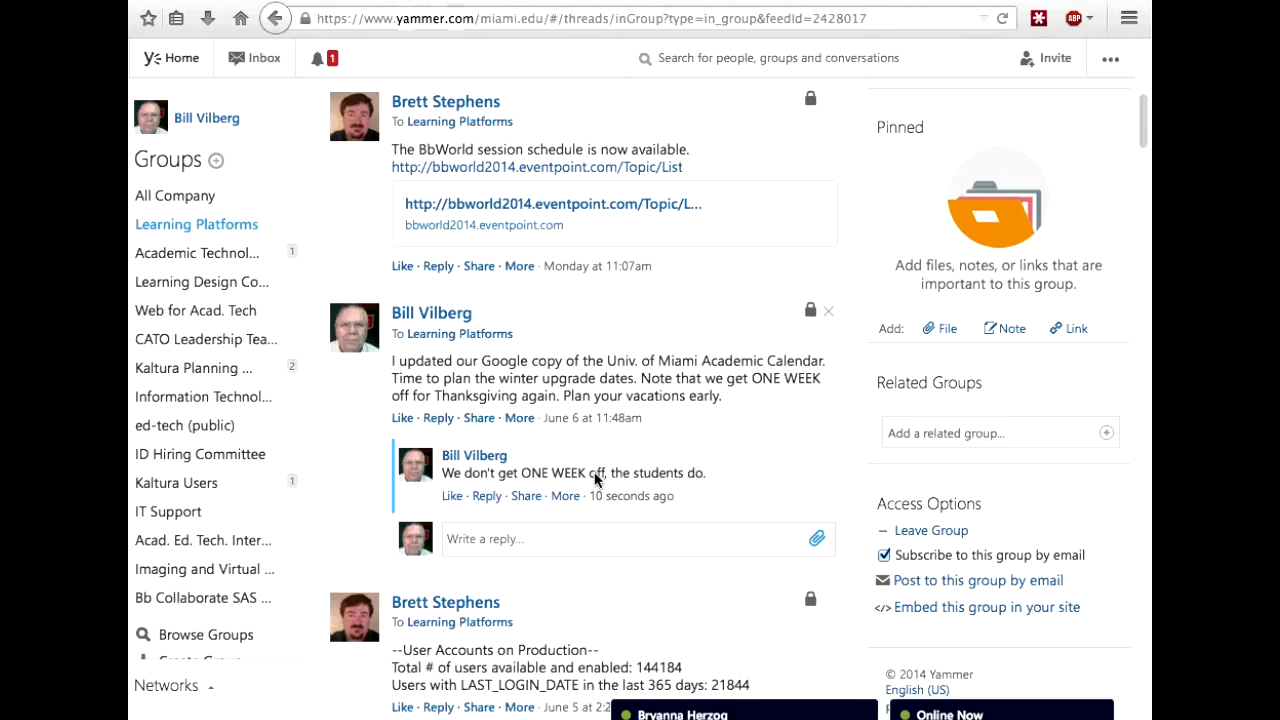 https://www.yammer.com/miami.edu/#/threads/inGroup?type=in_group&feedId=2428017
ABP
y Home
Inbox
1
Search for people, groups and conversations
Invite
Bill Vilberg
Groups
All Company
Learning Platforms
Academic Technol... 1
Learning Design Co...
Web for Acad. Tech
CATO Leadership Tea...
Kaltura Planning ... 2
Information Technol...
ed-tech (public)
ID Hiring Committee
Kaltura Users 1
IT Support
Acad. Ed. Tech. Inter...
Imaging and Virtual ...
Bb Collaborate SAS ...
Browse Groups
Create Group
Networks
Brett Stephens
To Learning Platforms
The BbWorld session schedule is now available.
http://bbworld2014.eventpoint.com/Topic/List
http://bbworld2014.eventpoint.com/Topic/L...
bbworld2014.eventpoint.com
Like · Reply · Share · More · Monday at 11:07am
Bill Vilberg
To Learning Platforms
I updated our Google copy of the Univ. of Miami Academic Calendar.
Time to plan the winter upgrade dates. Note that we get ONE WEEK
off for Thanksgiving again. Plan your vacations early.
Like · Reply · Share · More · June 6 at 11:48am
Bill Vilberg
We don't get ONE WEEK off, the students do.
Like · Reply · Share · More · 10 seconds ago
Write a reply...
Brett Stephens
To Learning Platforms
--User Accounts on Production--
Total # of users available and enabled: 144184
Users with LAST_LOGIN_DATE in the last 365 days: 21844
Like · Reply · Share · More · June 5 at 2:2
Pinned
Add files, notes, or links that are
important to this group.
Add: File Note Link
Related Groups
Add a related group...
Access Options
Leave Group
Subscribe to this group by email
Post to this group by email
</> Embed this group in your site
© 2014 Yammer
English (US)
Bryanna Herzog
Online Now